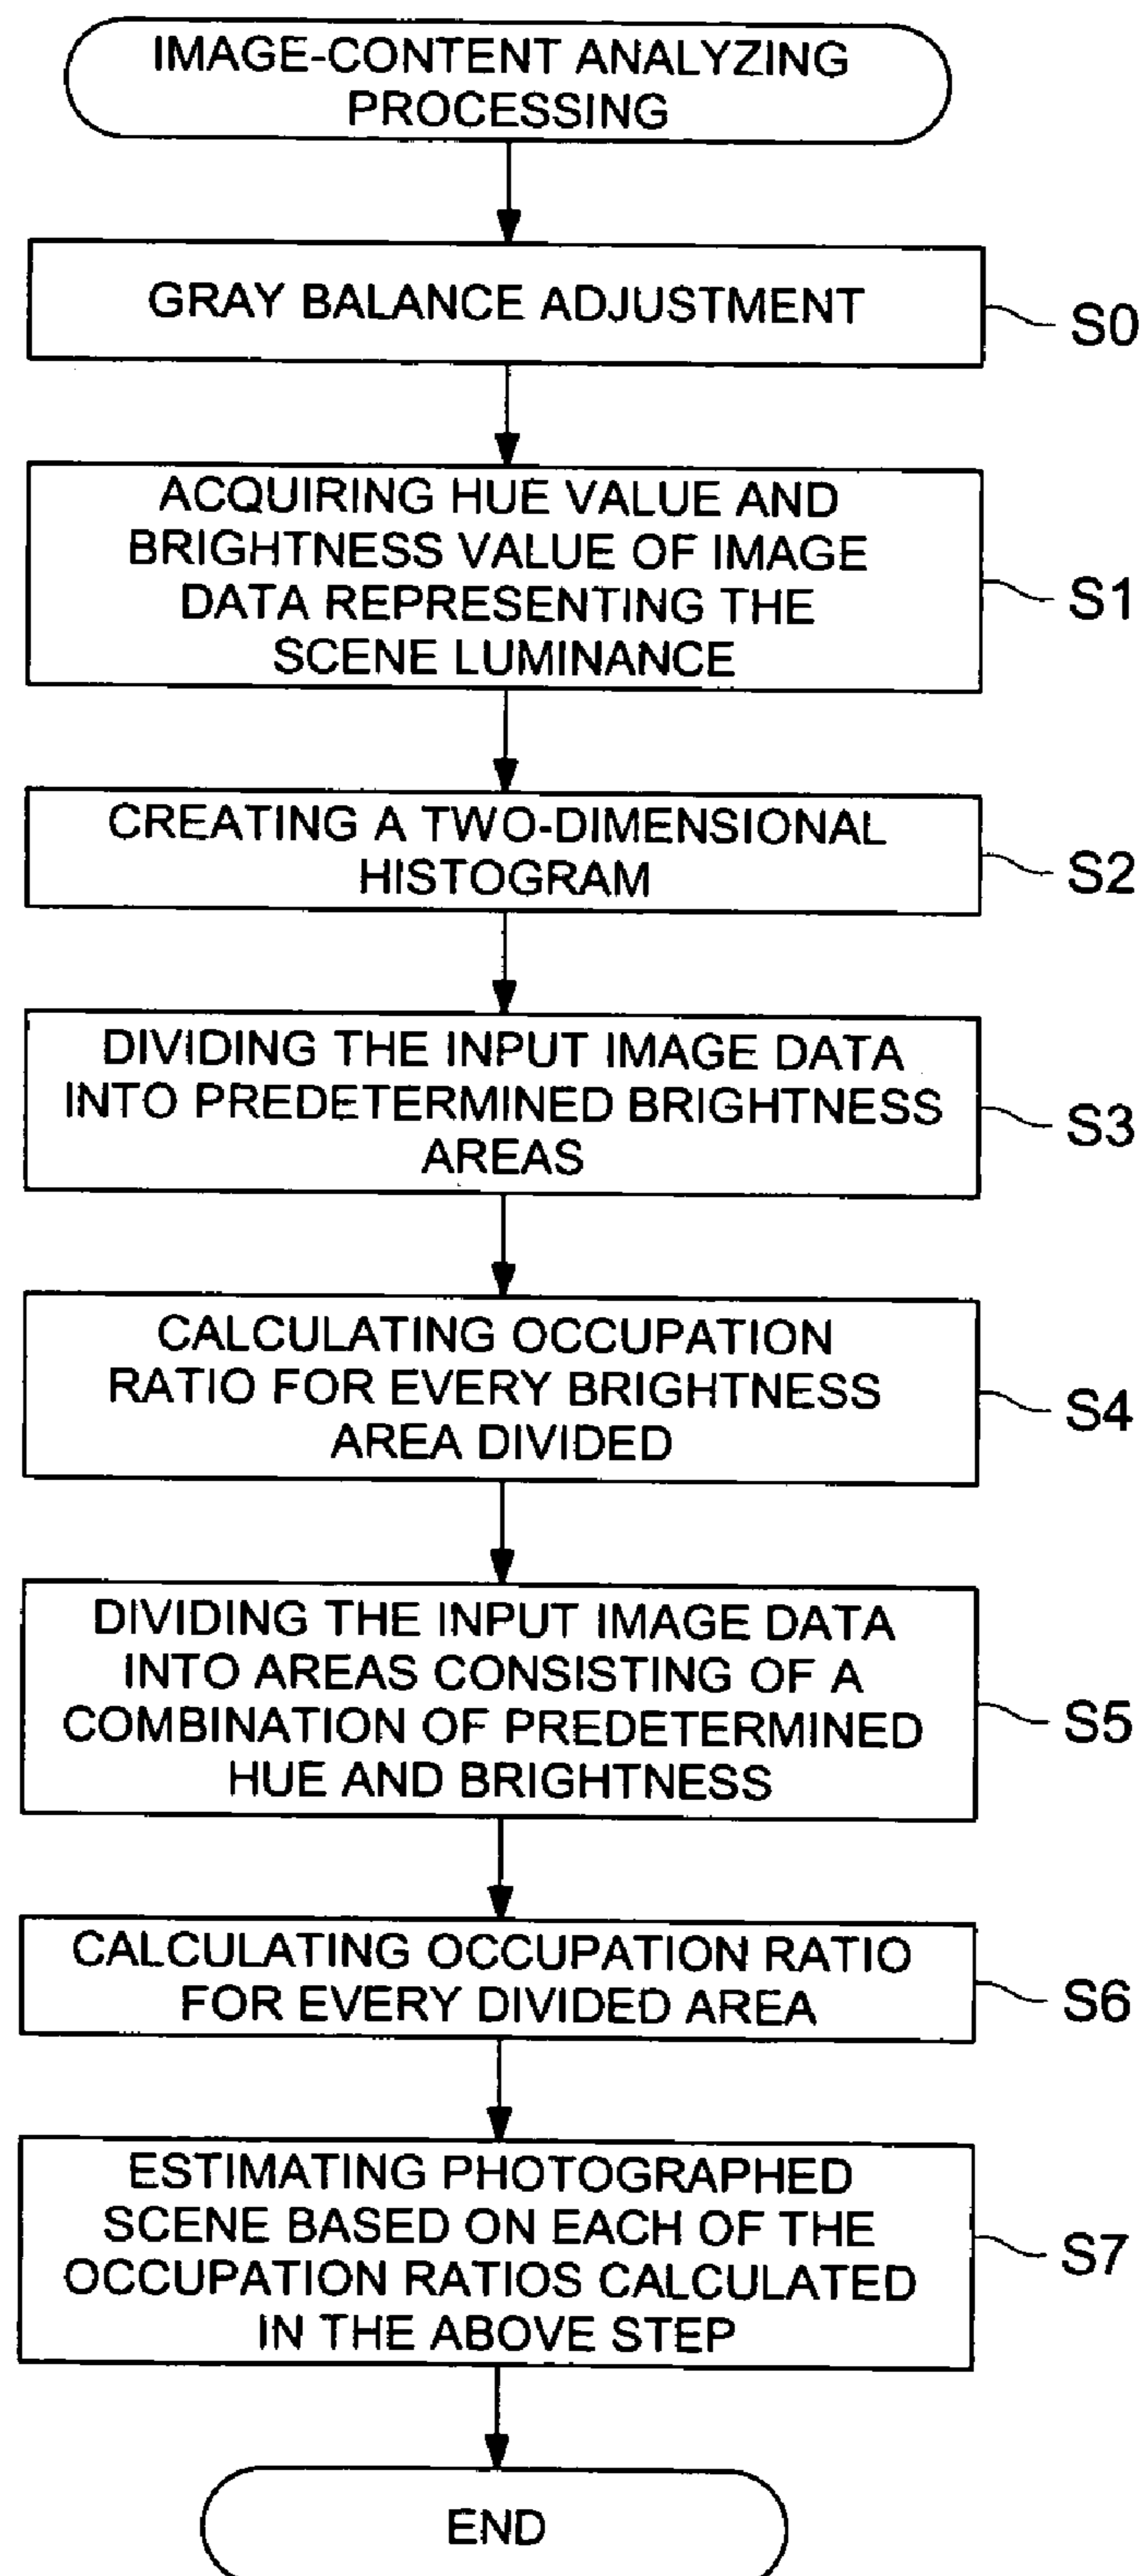 IMAGE-CONTENT ANALYZING
PROCESSING
GRAY BALANCE ADJUSTMENT
S0
ACQUIRING HUE VALUE AND
BRIGHTNESS VALUE OF IMAGE
DATA REPRESENTING THE
SCENE LUMINANCE
S1
CREATING A TWO-DIMENSIONAL
HISTOGRAM
S2
DIVIDING THE INPUT IMAGE DATA
INTO PREDETERMINED BRIGHTNESS
AREAS
S3
CALCULATING OCCUPATION
RATIO FOR EVERY BRIGHTNESS
AREA DIVIDED
S4
DIVIDING THE INPUT IMAGE DATA
INTO AREAS CONSISTING OF A
COMBINATION OF PREDETERMINED
HUE AND BRIGHTNESS
S5
CALCULATING OCCUPATION RATIO
FOR EVERY DIVIDED AREA
S6
ESTIMATING PHOTOGRAPHED
SCENE BASED ON EACH OF THE
OCCUPATION RATIOS CALCULATED
IN THE ABOVE STEP
S7
END